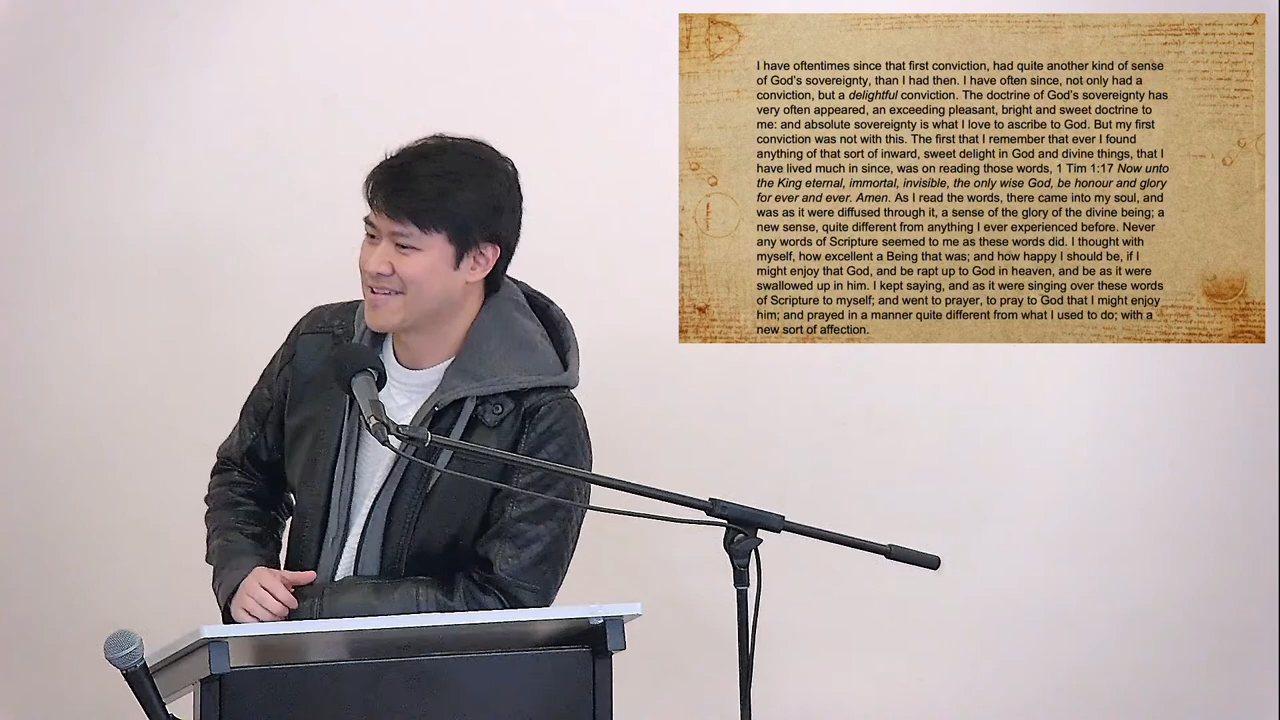 I have oftentimes since that first conviction, had quite another kind of sense
of God's sovereignty, than I had then. I have often since, not only had a
conviction, but a delightful conviction. The doctrine of God's sovereignty has
very often appeared, an exceeding pleasant, bright and sweet doctrine to
me: and absolute sovereignty is what I love to ascribe to God. But my first
conviction was not with this. The first that I remember that ever I found
anything of that sort of inward, sweet delight in God and divine things, that I
have lived much in since, was on reading those words, 1 Tim 1:17 Now unto
the King eternal, immortal, invisible, the only wise God, be honour and glory
for ever and ever. Amen. As I read the words, there came into my soul, and
was as it were diffused through it, a sense of the glory of the divine being; a
new sense, quite different from anything I ever experienced before. Never
any words of Scripture seemed to me as these words did. I thought with
myself, how excellent a Being that was; and how happy I should be, if I
might enjoy that God, and be rapt up to God in heaven, and be as it were
swallowed up in him. I kept saying, and as it were singing over these words
of Scripture to myself; and went to prayer, to pray to God that I might enjoy
him; and prayed in a manner quite different from what I used to do; with a
new sort of affection.